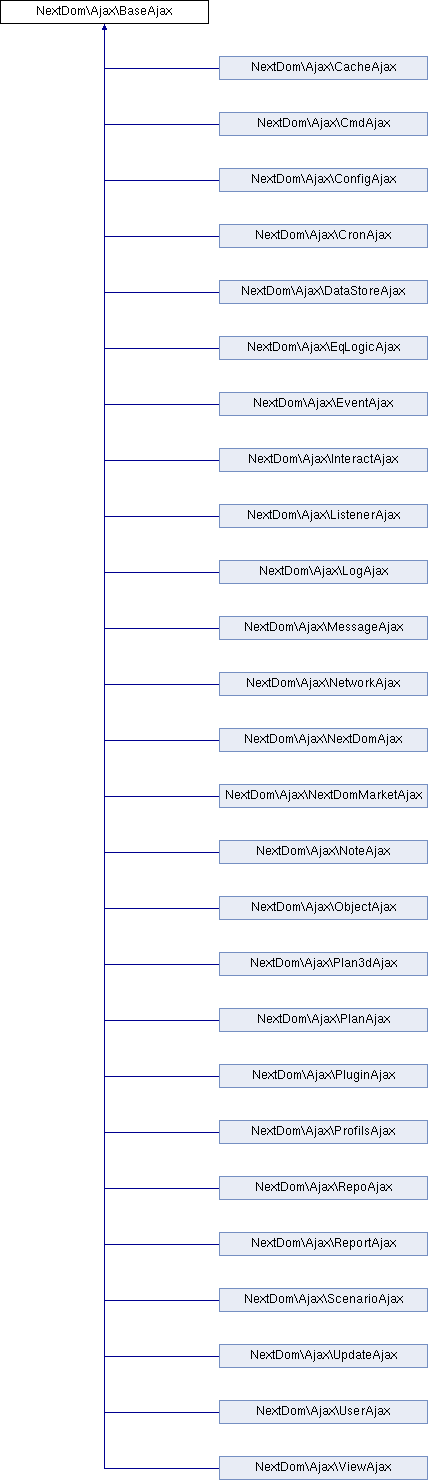 NextDom\Ajax\BaseAjax
NextDom\Ajax\CacheAjax
NextDom\Ajax\CmdAjax
NextDom\Ajax\ConfigAjax
NextDom\Ajax\CronAjax
NextDom\Ajax\DataStoreAjax
NextDom\Ajax\EqLogicAjax
NextDom\Ajax\EventAjax
NextDom\Ajax\InteractAjax
NextDom\Ajax\ListenerAjax
NextDom\Ajax\LogAjax
NextDom\Ajax\MessageAjax
NextDom\Ajax\NetworkAjax
NextDom\Ajax\NextDomAjax
NextDom\Ajax\NextDomMarketAjax
NextDom\Ajax\NoteAjax
NextDom\Ajax\ObjectAjax
NextDom\Ajax\Plan3dAjax
NextDom\Ajax\PlanAjax
NextDom\Ajax\PluginAjax
NextDom\Ajax\ProfilsAjax
NextDom\Ajax\RepoAjax
NextDom\Ajax\ReportAjax
NextDom\Ajax\ScenarioAjax
NextDom\Ajax\UpdateAjax
NextDom\Ajax\UserAjax
NextDom\Ajax\ViewAjax